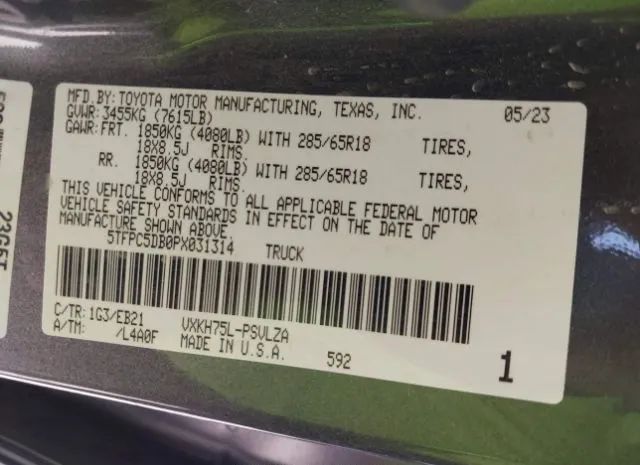 MFD.BY:TOYOTA MOTOR MANUFACTURING, TEXAS, INC. 05/23
GVWR: 3455KG (7615LB)
GAWR:FRT. 1850KG (4080LB) WITH 285/65R18 TIRES,
18X8.5J RIMS.
RR. 1850KG (4080LB) WITH 285/65R18 TIRES,
18X8.5J RIMS.
THIS VEHICLE CONFORMS TO ALL APPLICABLE FEDERAL MOTOR
VEHICLE SAFETY STANDARDS IN EFFECT ON THE DATE OF
MANUFACTURE SHOWN ABOVE.
5TFPC5DB0PX031314 TRUCK
C/TR:1G3/EB21 VXKH75L-PSVLZA
A/TM: /L4A0F MADE IN U.S.A. 592 1